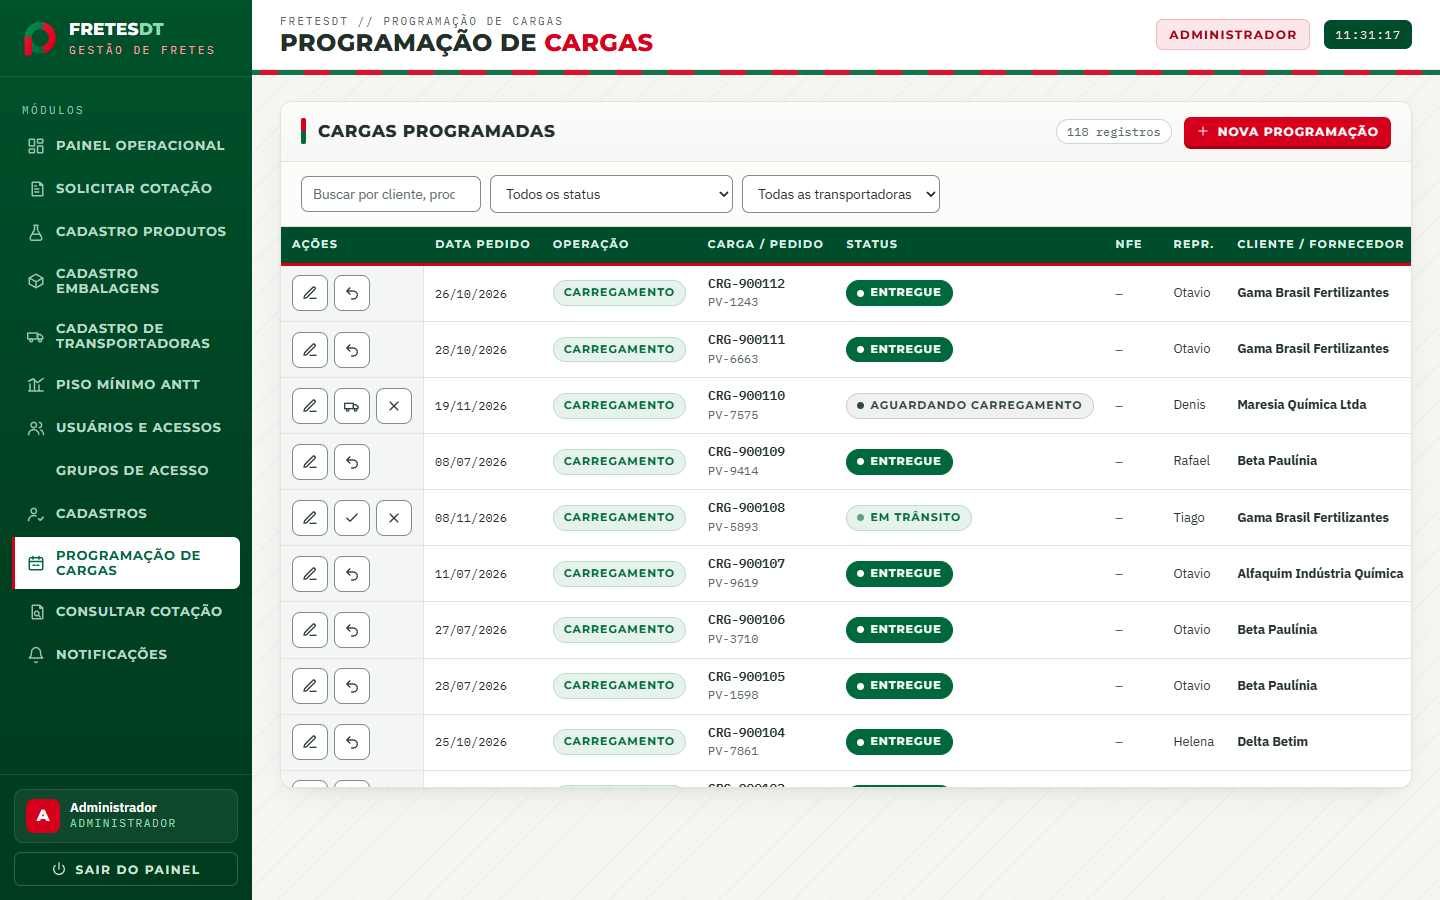 FRETESDT
GESTÃO DE FRETES
MÓDULOS
PAINEL OPERACIONAL
SOLICITAR COTAÇÃO
CADASTRO PRODUTOS
CADASTRO
EMBALAGENS
CADASTRO DE
TRANSPORTADORAS
PISO MÍNIMO ANTT
USUÁRIOS E ACESSOS
GRUPOS DE ACESSO
CADASTROS
PROGRAMAÇÃO DE
CARGAS
CONSULTAR COTAÇÃO
NOTIFICAÇÕES
A
Administrador
ADMINISTRADOR
SAIR DO PAINEL
FRETESDT // PROGRAMAÇÃO DE CARGAS
PROGRAMAÇÃO DE CARGAS
ADMINISTRADOR
11:31:17
CARGAS PROGRAMADAS
118 registros
+ NOVA PROGRAMAÇÃO
Buscar por cliente, proc
Todos os status
Todas as transportadoras
AÇÕES DATA PEDIDO OPERAÇÃO CARGA / PEDIDO STATUS NFE REPR. CLIENTE / FORNECEDOR
26/10/2026 CARREGAMENTO CRG-900112 ENTREGUE — Otavio Gama Brasil Fertilizantes
PV-1243
28/10/2026 CARREGAMENTO CRG-900111 ENTREGUE — Otavio Gama Brasil Fertilizantes
PV-6663
19/11/2026 CARREGAMENTO CRG-900110 AGUARDANDO CARREGAMENTO — Denis Maresia Química Ltda
PV-7575
08/07/2026 CARREGAMENTO CRG-900109 ENTREGUE — Rafael Beta Paulínia
PV-9414
08/11/2026 CARREGAMENTO CRG-900108 EM TRÂNSITO — Tiago Gama Brasil Fertilizantes
PV-5893
11/07/2026 CARREGAMENTO CRG-900107 ENTREGUE — Otavio Alfaquim Indústria Química
PV-9619
27/07/2026 CARREGAMENTO CRG-900106 ENTREGUE — Otavio Beta Paulínia
PV-3710
28/07/2026 CARREGAMENTO CRG-900105 ENTREGUE — Otavio Beta Paulínia
PV-1598
25/10/2026 CARREGAMENTO CRG-900104 ENTREGUE — Helena Delta Betim
PV-7861